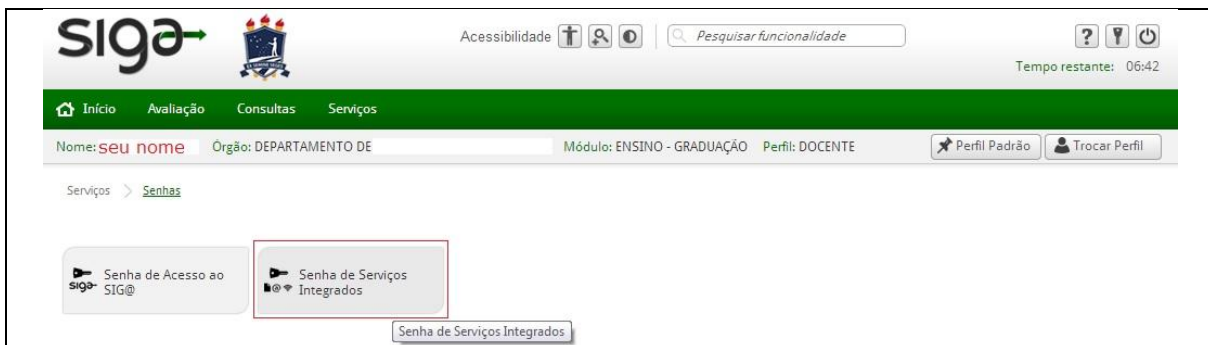 SIG@
Acessibilidade Pesquisar funcionalidade ?
Tempo restante: 06:42
Início Avaliação Consultas Serviços
Nome: seu nome Órgão: DEPARTAMENTO DE Módulo: ENSINO - GRADUAÇÃO Perfil: DOCENTE Perfil Padrão Trocar Perfil
Serviços > Senhas
Senha de Acesso ao
SIG@
Senha de Serviços
Integrados
Senha de Serviços Integrados